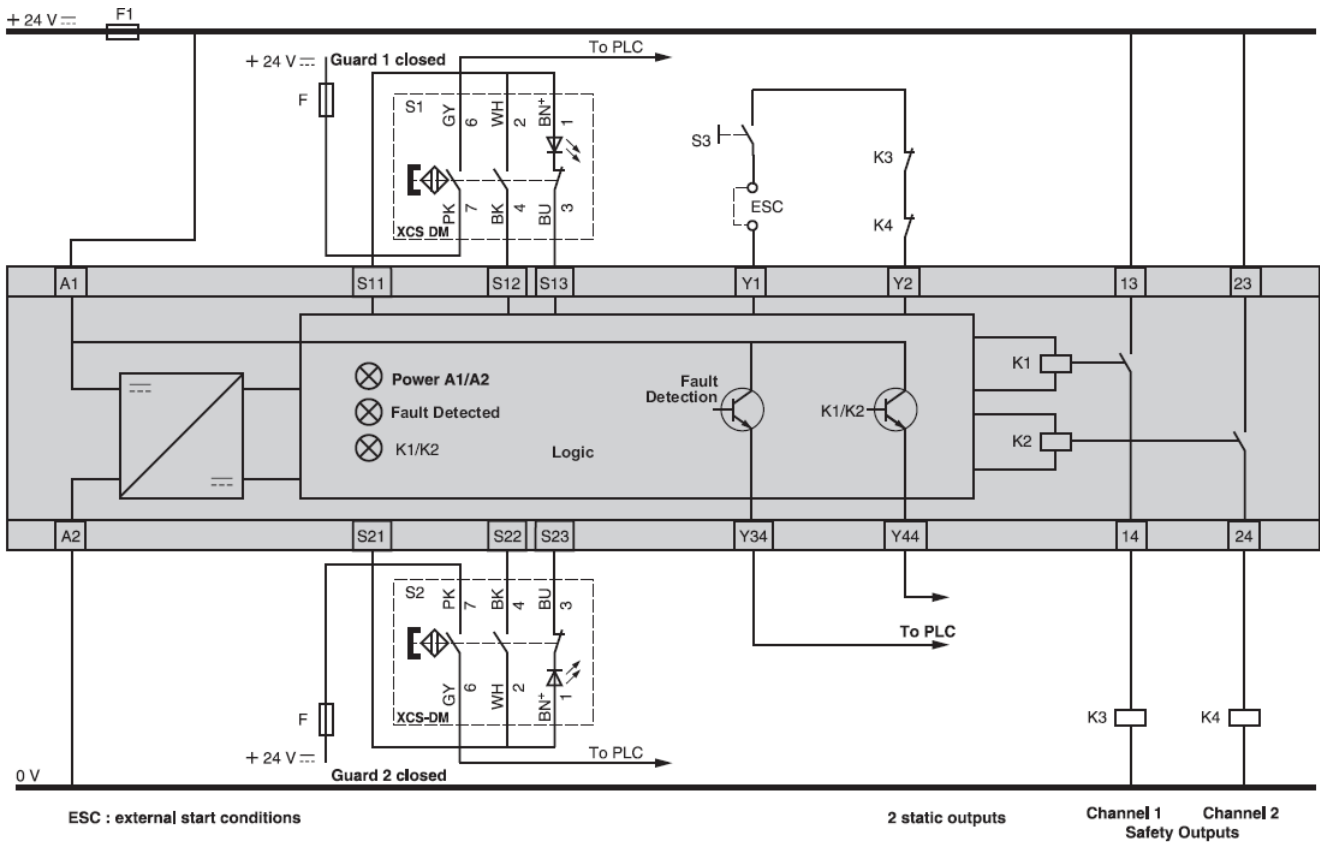 + 24 V ⎓
F1
+ 24 V ⎓
Guard 1 closed
To PLC
F
S1
GY
6
WH
2
BN+
1
PK
7
BK
4
BU
3
XCS DM
S3
ESC
K3
K4
A1
S11
S12
S13
Y1
Y2
13
23
Power A1/A2
Fault Detected
K1/K2
Logic
Fault
Detection
K1/K2
K1
K2
A2
S21
S22
S23
Y34
Y44
14
24
S2
PK
7
BK
4
BU
3
GY
6
WH
2
BN+
1
XCS-DM
F
+ 24 V ⎓
Guard 2 closed
To PLC
To PLC
K3
K4
0 V
ESC : external start conditions
2 static outputs
Channel 1
Channel 2
Safety Outputs